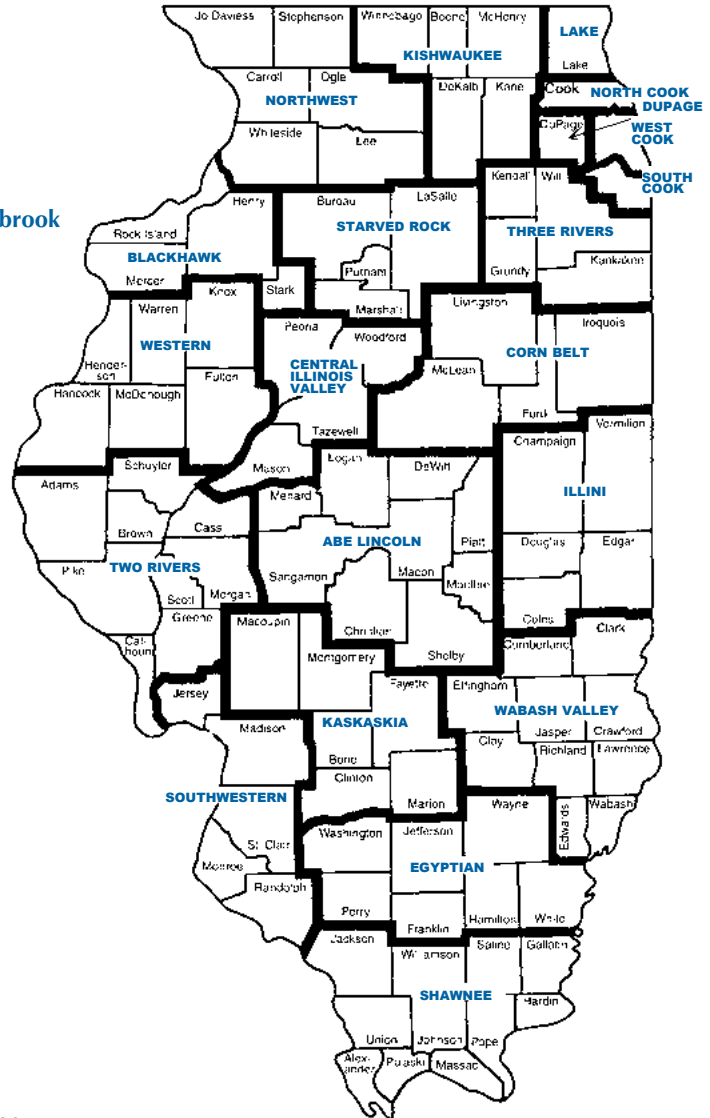 Jo Daviess Stephenson Winnebago Boone McHenry
LAKE
KISHWAUKEE
Lake
Carroll Ogle
DeKalb Kane
Cook
NORTH COOK
NORTHWEST
DUPAGE
DuPage
WEST
COOK
Whiteside
Lee
Kendall Will
SOUTH
COOK
Henry
Bureau
LaSalle
brook
STARVED ROCK
THREE RIVERS
Rock Island
BLACKHAWK
Putnam
Grundy
Kankakee
Mercer
Knox
Stark
Marshall
Livingston
Warren
Peoria
Woodford
Iroquois
WESTERN
CORN BELT
Hender-
son
CENTRAL
ILLINOIS
VALLEY
McLean
Fulton
Hancock
McDonough
Ford
Tazewell
Champaign
Vermilion
Mason
Logan
DeWitt
Schuyler
Adams
Menard
ILLINI
Brown
Cass
ABE LINCOLN
Piatt
Douglas
Edgar
Pike
TWO RIVERS
Sangamon
Macon
Moultrie
Scott
Morgan
Greene
Macoupin
Christian
Coles
Clark
Cal-
houn
Montgomery
Shelby
Cumberland
Jersey
Fayette
Effingham
WABASH VALLEY
Madison
KASKASKIA
Jasper
Crawford
Clay
Richland
Lawrence
Bond
Clinton
SOUTHWESTERN
Marion
Wayne
Edwards
Wabash
Washington
Jefferson
St. Clair
EGYPTIAN
Monroe
Randolph
Perry
Franklin
Hamilton
White
Jackson
Williamson
Saline
Gallatin
SHAWNEE
Hardin
Union
Johnson
Pope
Alex-
ander
Pulaski
Massac